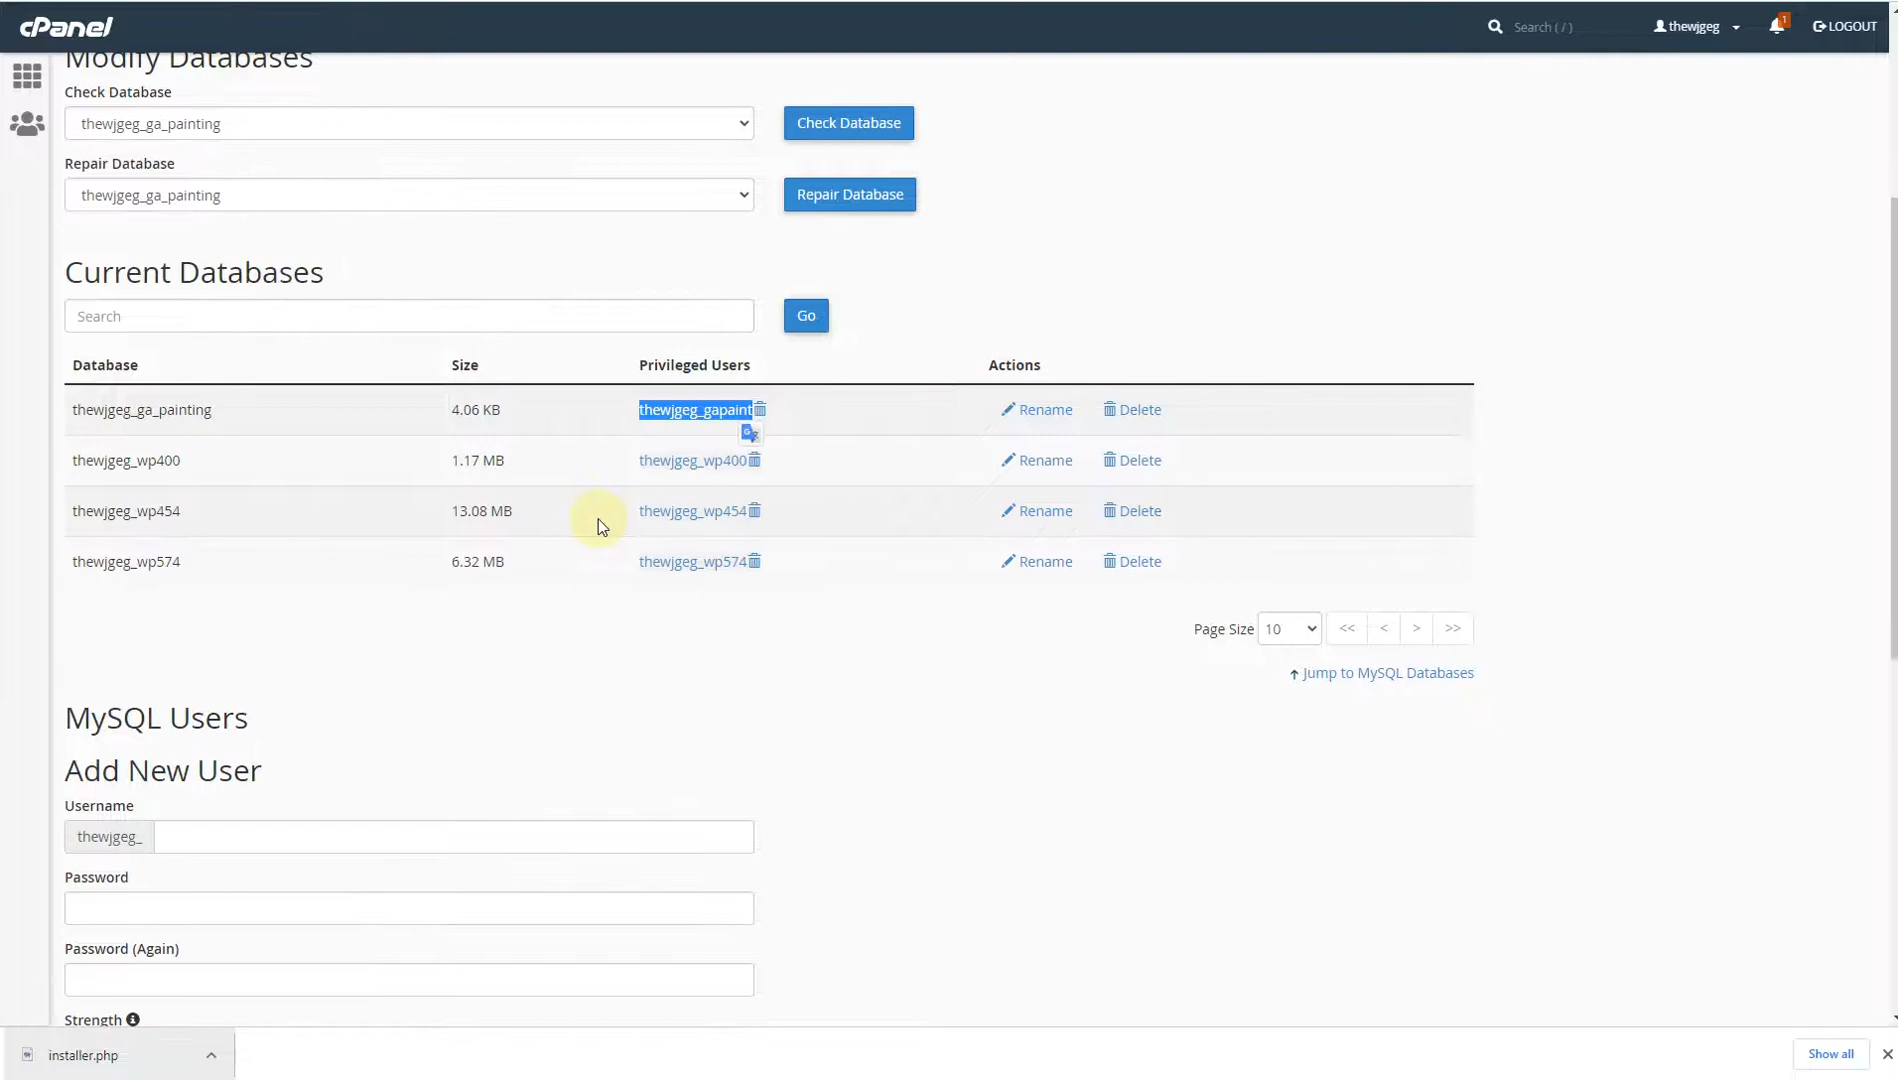 cPanel
Search ( / )
thewjgeg
1
LOGOUT
Modify Databases
Check Database
thewjgeg_ga_painting
Check Database
Repair Database
thewjgeg_ga_painting
Repair Database
Current Databases
Search
Go
Database Size Privileged Users Actions
thewjgeg_ga_painting 4.06 KB thewjgeg_gapaint Rename Delete
thewjgeg_wp400 1.17 MB thewjgeg_wp400 Rename Delete
thewjgeg_wp454 13.08 MB thewjgeg_wp454 Rename Delete
thewjgeg_wp574 6.32 MB thewjgeg_wp574 Rename Delete
Page Size 10 << < > >>
Jump to MySQL Databases
MySQL Users
Add New User
Username
thewjgeg_
Password
Password (Again)
Strength
installer.php
Show all